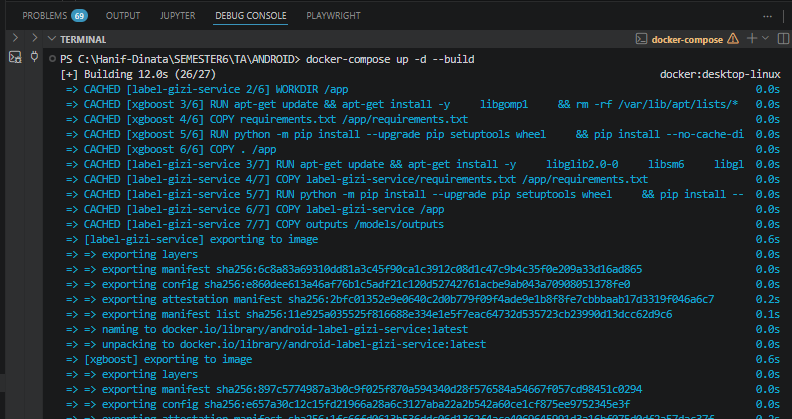 PROBLEMS 69 OUTPUT JUPYTER DEBUG CONSOLE PLAYWRIGHT
TERMINAL docker-compose
PS C:\Hanif-Dinata\SEMESTER6\TA\ANDROID> docker-compose up -d --build
[+] Building 12.0s (26/27) docker:desktop-linux
=> CACHED [label-gizi-service 2/6] WORKDIR /app 0.0s
=> CACHED [xgboost 3/6] RUN apt-get update && apt-get install -y libgomp1 && rm -rf /var/lib/apt/lists/* 0.0s
=> CACHED [xgboost 4/6] COPY requirements.txt /app/requirements.txt 0.0s
=> CACHED [xgboost 5/6] RUN python -m pip install --upgrade pip setuptools wheel && pip install --no-cache-di 0.0s
=> CACHED [xgboost 6/6] COPY . /app 0.0s
=> CACHED [label-gizi-service 3/7] RUN apt-get update && apt-get install -y libglib2.0-0 libsm6 libgl 0.0s
=> CACHED [label-gizi-service 4/7] COPY label-gizi-service/requirements.txt /app/requirements.txt 0.0s
=> CACHED [label-gizi-service 5/7] RUN python -m pip install --upgrade pip setuptools wheel && pip install -- 0.0s
=> CACHED [label-gizi-service 6/7] COPY label-gizi-service /app 0.0s
=> CACHED [label-gizi-service 7/7] COPY outputs /models/outputs 0.0s
=> [label-gizi-service] exporting to image 0.6s
=> => exporting layers 0.0s
=> => exporting manifest sha256:6c8a83a69310dd81a3c45f90ca1c3912c08d1c47c9b4c35f0e209a33d16ad865 0.0s
=> => exporting config sha256:e860dee613a46af76b1c5adf21c120d52742761acbe9ab043a70908051378fe0 0.0s
=> => exporting attestation manifest sha256:2bfc01352e9e0640c2d0b779f09f4ade9e1b8f8fe7cbbbaab17d3319f046a6c7 0.2s
=> => exporting manifest list sha256:11e925a035525f816688e334e1e5f7eac64732d535723cb23990d13dcc62d9c6 0.1s
=> => naming to docker.io/library/android-label-gizi-service:latest 0.0s
=> => unpacking to docker.io/library/android-label-gizi-service:latest 0.0s
=> [xgboost] exporting to image 0.6s
=> => exporting layers 0.0s
=> => exporting manifest sha256:897c5774987a3b0c9f025f870a594340d28f576584a54667f057cd98451c0294 0.0s
=> => exporting config sha256:e657a30c12c15fd21966a28a6c3127aba22a2b542a60ce1cf875ee9752345e3f 0.0s
=> => exporting attestation manifest 0.2s